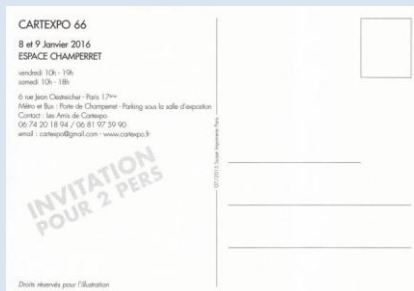 CARTEXPO 66
8 et 9 Janvier 2016
ESPACE CHAMPERRET
vendredi 10h - 19h
samedi 10h - 18h
6 rue Jean Oestreicher - Paris 17ème
Métro et Bus : Porte de Champerret - Parking sous la salle d'exposition
Contact : Les Amis de Cartexpo
06 74 20 18 94 / 06 81 97 59 90
email : cartexpo@gmail.com - www.cartexpo.fr
INVITATION
POUR 2 PERS
Droits réservés pour l'illustration